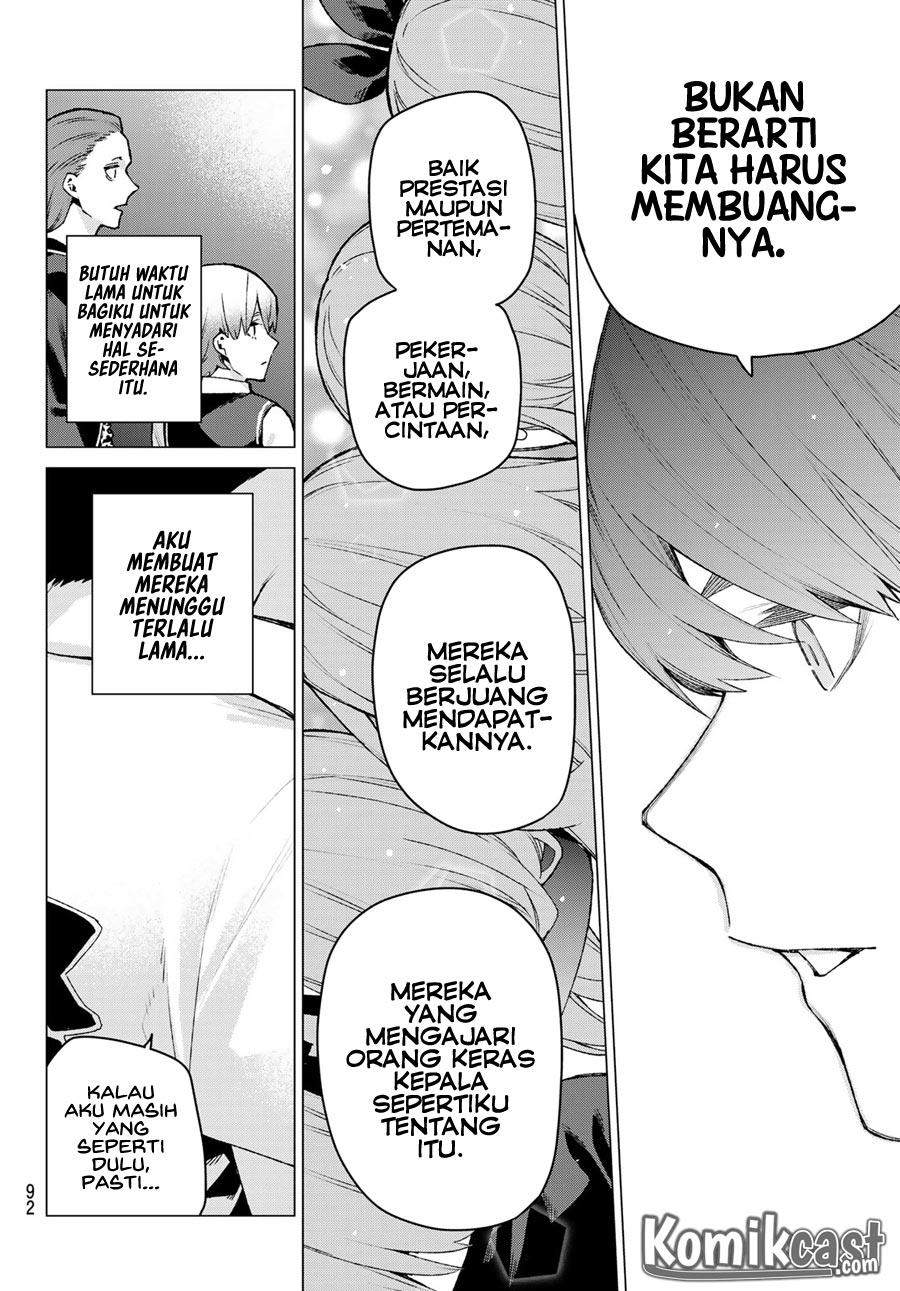 BUKAN
BERARTI
KITA HARUS
MEMBUANG-
NYA.
BAIK
PRESTASI
MAUPUN
PERTEMA-
NAN,
PEKER-
JAAN,
BERMAIN,
ATAU PER-
CINTAAN,
MEREKA
SELALU
BERJUANG
MENDAPAT-
KANNYA.
MEREKA
YANG
MENGAJARI
ORANG KERAS
KEPALA
SEPERTIKU
TENTANG
ITU.
BUTUH WAKTU
LAMA UNTUK
BAGIKU UNTUK
MENYADARI
HAL SE-
SEDERHANA
ITU.
AKU
MEMBUAT
MEREKA
MENUNGGU
TERLALU
LAMA...
KALAU
AKU MASIH
YANG
SEPERTI
DULU,
PASTI...
92
Komikcast.com